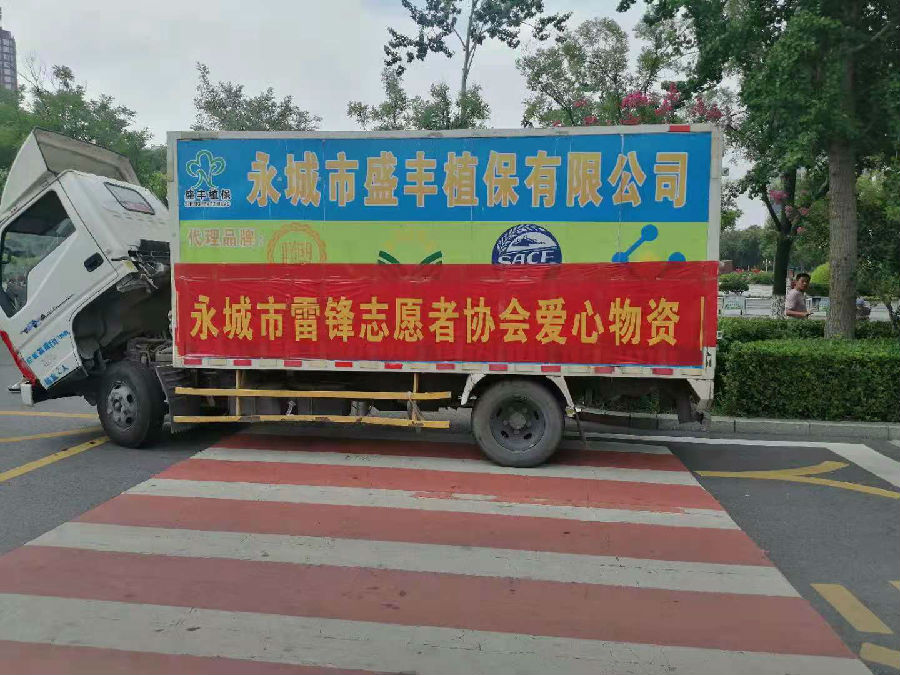 永城市盛丰植保有限公司
盛丰植保
代理品牌:
SACF
永城市雷锋志愿者协会爱心物资